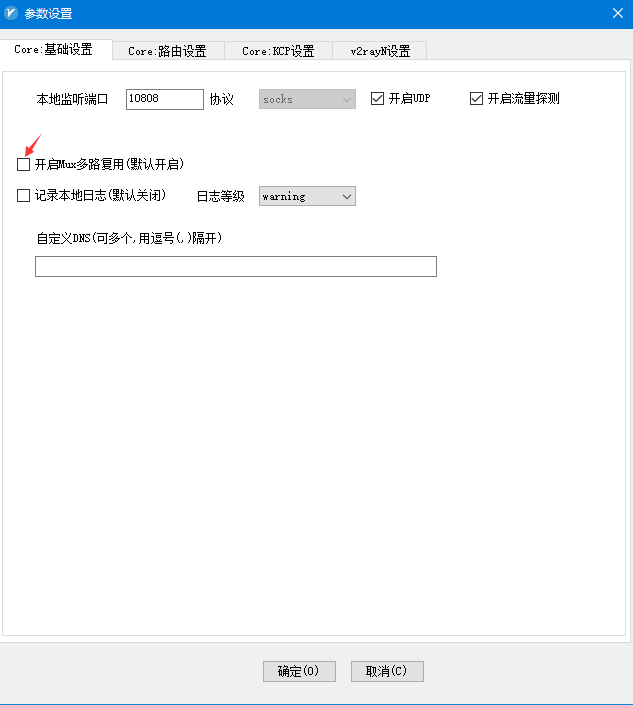 参数设置
Core:基础设置 Core:路由设置 Core:KCP设置 v2rayN设置
本地监听端口 10808 协议 socks 开启UDP 开启流量探测
开启Mux多路复用(默认开启)
记录本地日志(默认关闭) 日志等级 warning
自定义DNS(可多个,用逗号(,)隔开)
确定(O) 取消(C)